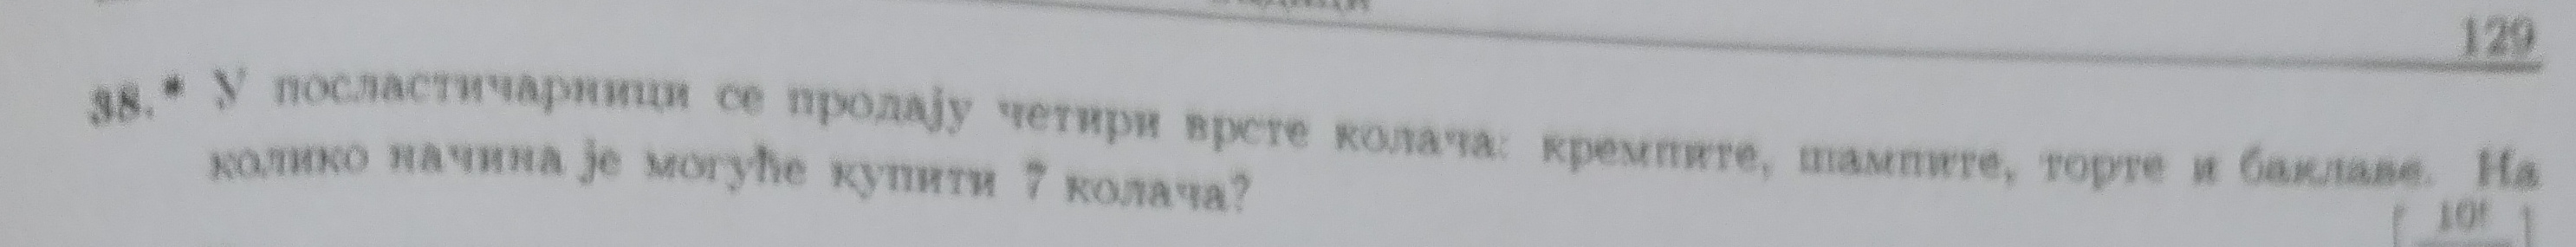 129
38.* У посластичарници се продају четири врсте колача: кремпите, шампите, торте и баклаве. На
колико начина је могуће купити 7 колача?
[ 10! ]